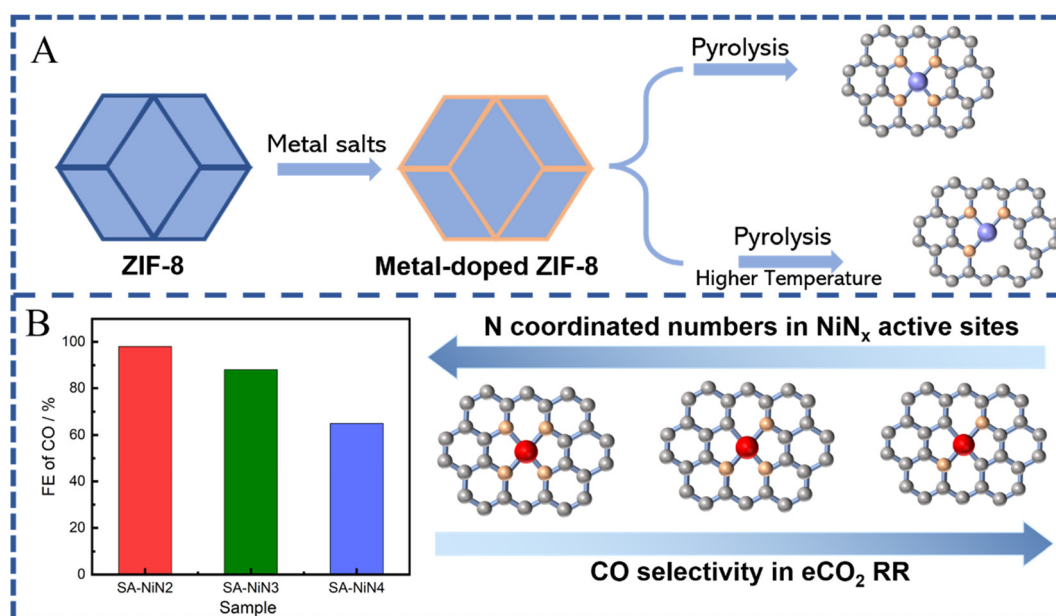 A
ZIF-8
Metal salts
Metal-doped ZIF-8
Pyrolysis
Pyrolysis
Higher Temperature
B
FE of CO / %
100
80
60
40
20
0
SA-NiN2 SA-NiN3 SA-NiN4
Sample
N coordinated numbers in NiNₓ active sites
CO selectivity in eCO₂ RR